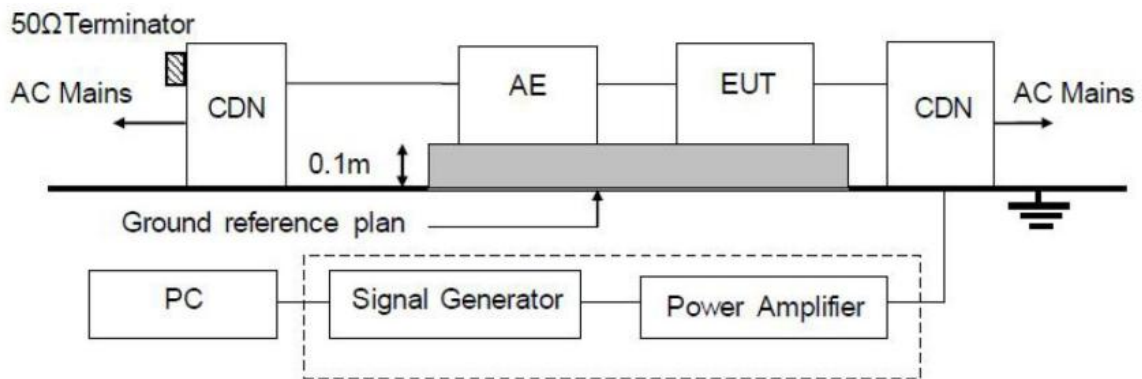 50ΩTerminator
AC Mains
CDN
AE
EUT
CDN
AC Mains
0.1m
Ground reference plan
PC
Signal Generator
Power Amplifier